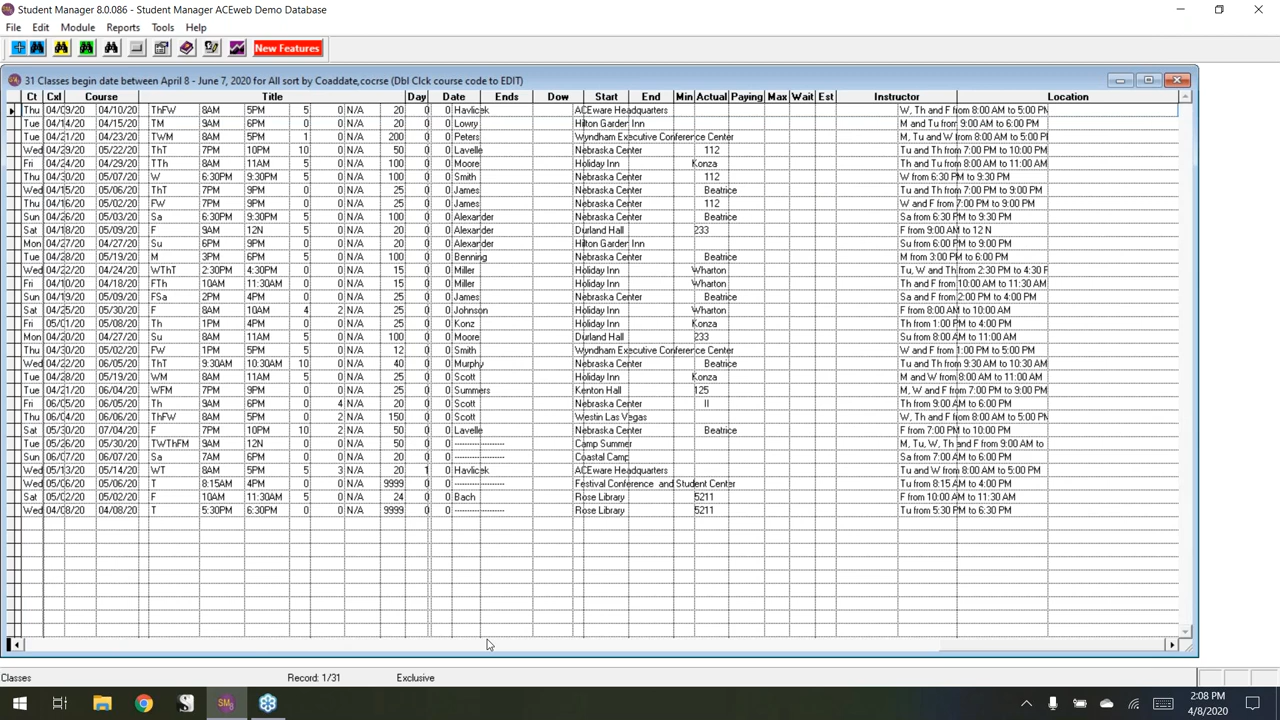 Student Manager 8.0.086 - Student Manager ACEweb Demo Database
File Edit Module Reports Tools Help
New Features
31 Classes begin date between April 8 - June 7, 2020 for All sort by Coaddate,cocrse (Dbl Clck course code to EDIT)
Ct Cxl Course Title Day Date Ends Dow Start End Min Actual Paying Max Wait Est Instructor Location
Thu 04/09/20 04/10/20 ThFW 8AM 5PM 5 0 N/A 20 0 0 Havlicek ACEware Headquarters W, Th and F from 8:00 AM to 5:00 PM
Tue 04/14/20 04/15/20 TM 9AM 6PM 0 0 N/A 20 0 0 Lowry Hilton Garden Inn M and Tu from 9:00 AM to 6:00 PM
Tue 04/21/20 04/23/20 TWM 8AM 5PM 1 0 N/A 200 0 0 Peters Wyndham Executive Conference Center M, Tu and W from 8:00 AM to 5:00 PM
Wed 04/29/20 05/22/20 ThT 7PM 10PM 10 0 N/A 50 0 0 Lavelle Nebraska Center 112 Tu and Th from 7:00 PM to 10:00 PM
Fri 04/24/20 04/29/20 TTh 8AM 11AM 5 0 N/A 100 0 0 Moore Holiday Inn Konza Tu and Th from 8:00 AM to 11:00 AM
Thu 04/30/20 05/07/20 W 6:30PM 9:30PM 5 0 N/A 100 0 0 Smith Nebraska Center 112 W from 6:30 PM to 9:30 PM
Wed 04/15/20 05/06/20 ThT 7PM 9PM 0 0 N/A 25 0 0 James Nebraska Center Beatrice Tu and Th from 7:00 PM to 9:00 PM
Thu 04/16/20 05/07/20 FW 7PM 9PM 0 0 N/A 25 0 0 James Nebraska Center 112 W and F from 7:00 PM to 9:00 PM
Sun 04/26/20 05/03/20 Sa 6:30PM 9:30PM 5 0 N/A 100 0 0 Alexander Nebraska Center Beatrice Sa from 6:30 PM to 9:30 PM
Sat 04/18/20 05/09/20 F 9AM 12N 0 0 N/A 20 0 0 Alexander Durland Hall 233 F from 9:00 AM to 12 N
Mon 04/27/20 04/27/20 Su 6PM 9PM 0 0 N/A 20 0 0 Alexander Hilton Garden Inn Su from 6:00 PM to 9:00 PM
Tue 04/28/20 05/19/20 M 3PM 6PM 5 0 N/A 100 0 0 Benning Nebraska Center Beatrice M from 3:00 PM to 6:00 PM
Wed 04/22/20 04/24/20 WThT 2:30PM 4:30PM 0 0 N/A 15 0 0 Miller Holiday Inn Wharton Tu, W and Th from 2:30 PM to 4:30 P
Fri 04/10/20 04/18/20 FTh 10AM 11:30AM 0 0 N/A 15 0 0 Miller Holiday Inn Wharton Th and F from 10:00 AM to 11:30 AM
Sun 04/19/20 05/09/20 FSa 2PM 4PM 0 0 N/A 25 0 0 James Nebraska Center Beatrice Sa and F from 2:00 PM to 4:00 PM
Sat 04/25/20 05/30/20 F 8AM 10AM 4 2 N/A 25 0 0 Johnson Holiday Inn Wharton F from 8:00 AM to 10:00 AM
Fri 05/01/20 05/08/20 Th 1PM 4PM 0 0 N/A 25 0 0 Konz Holiday Inn Konza Th from 1:00 PM to 4:00 PM
Mon 04/27/20 04/27/20 Su 8AM 11AM 5 0 N/A 100 0 0 Moore Durland Hall 233 Su from 8:00 AM to 11:00 AM
Thu 04/30/20 05/02/20 FW 1PM 5PM 5 0 N/A 12 0 0 Smith Wyndham Executive Conference Center W and F from 1:00 PM to 5:00 PM
Wed 04/22/20 06/05/20 ThT 9:30AM 10:30AM 10 0 N/A 40 0 0 Murphy Nebraska Center Beatrice Tu and Th from 9:30 AM to 10:30 AM
Tue 04/28/20 05/19/20 WM 8AM 11AM 5 0 N/A 25 0 0 Scott Holiday Inn Konza M and W from 8:00 AM to 11:00 AM
Tue 04/21/20 06/04/20 WFM 7PM 9PM 0 0 N/A 25 0 0 Summers Kenton Hall 125 M, W and F from 7:00 PM to 9:00 PM
Fri 06/05/20 06/05/20 Th 9AM 6PM 0 4 N/A 20 0 0 Scott Nebraska Center II Th from 9:00 AM to 6:00 PM
Thu 06/04/20 06/06/20 ThFW 8AM 5PM 0 2 N/A 150 0 0 Scott Westin Las Vegas W, Th and F from 8:00 AM to 5:00 PM
Sat 05/30/20 07/04/20 F 7PM 10PM 10 2 N/A 50 0 0 Lavelle Nebraska Center Beatrice F from 7:00 PM to 10:00 PM
Tue 05/26/20 05/30/20 TWThFM 9AM 12N 0 0 N/A 50 0 0 ------------------ Camp Summer M, Tu, W, Th and F from 9:00 AM to
Sun 06/07/20 06/07/20 Sa 7AM 6PM 0 0 N/A 20 0 0 ------------------ Coastal Camp Sa from 7:00 AM to 6:00 PM
Wed 05/13/20 05/14/20 WT 8AM 5PM 5 3 N/A 20 1 0 Havlicek ACEware Headquarters Tu and W from 8:00 AM to 5:00 PM
Wed 05/06/20 05/06/20 T 8:15AM 4PM 0 0 N/A 9999 0 0 ------------------ Festival Conference and Student Center Tu from 8:15 AM to 4:00 PM
Sat 05/02/20 05/02/20 F 10AM 11:30AM 0 0 N/A 24 0 0 Bach Rose Library 5211 F from 10:00 AM to 11:30 AM
Wed 04/08/20 04/08/20 T 5:30PM 6:30PM 0 0 N/A 9999 0 0 ------------------ Rose Library 5211 Tu from 5:30 PM to 6:30 PM
Classes Record: 1/31 Exclusive
SM8
2:08 PM
4/8/2020